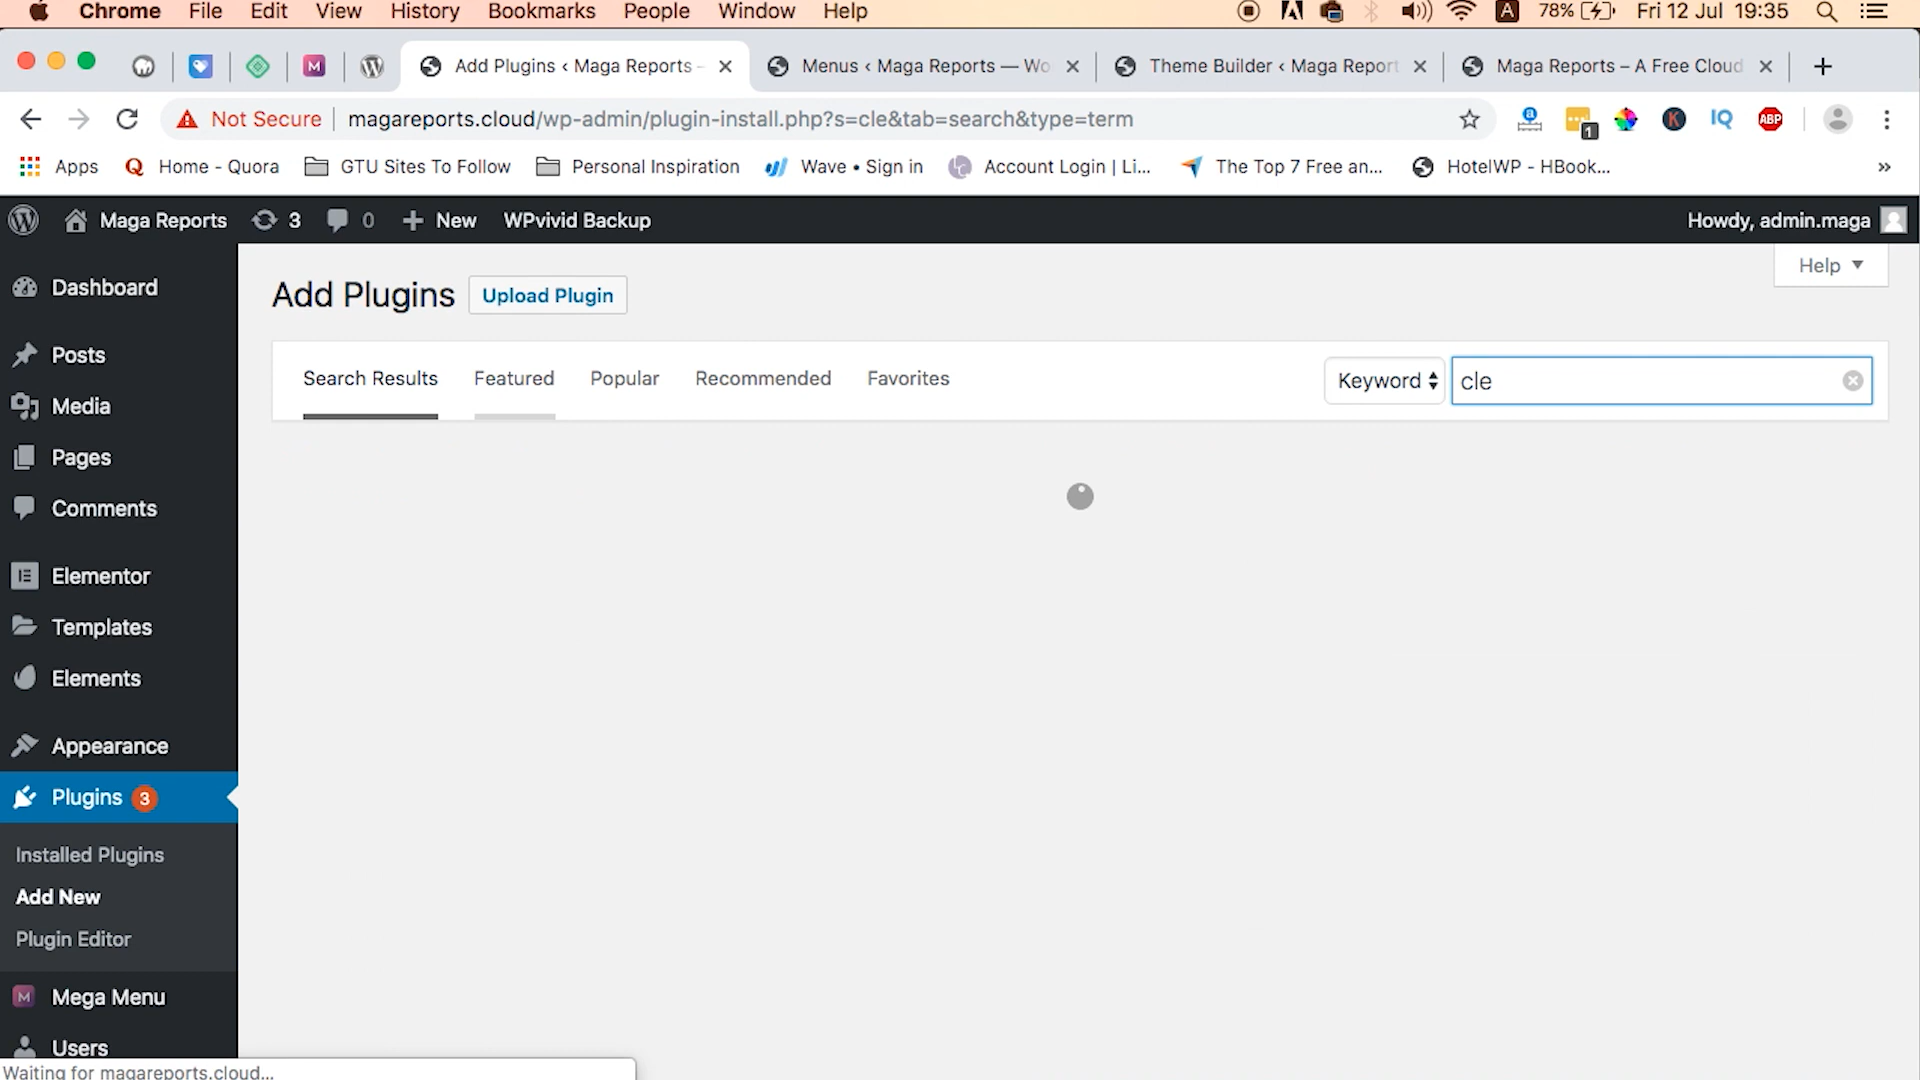 Chrome File Edit View History Bookmarks People Window Help 78% Fri 12 Jul 19:35
Add Plugins ‹ Maga Reports – Menus ‹ Maga Reports — Wo Theme Builder ‹ Maga Report Maga Reports – A Free Cloud
Not Secure magareports.cloud/wp-admin/plugin-install.php?s=cle&tab=search&type=term 1 K IQ ABP
Apps Home - Quora GTU Sites To Follow Personal Inspiration Wave • Sign in Account Login | Li... The Top 7 Free an... HotelWP - HBook... »
Maga Reports 3 0 New WPvivid Backup Howdy, admin.maga
Help
Add Plugins Upload Plugin
Search Results Featured Popular Recommended Favorites Keyword cle
Dashboard
Posts
Media
Pages
Comments
Elementor
Templates
Elements
Appearance
Plugins 3
Installed Plugins
Add New
Plugin Editor
Mega Menu
Users
Waiting for magareports.cloud...